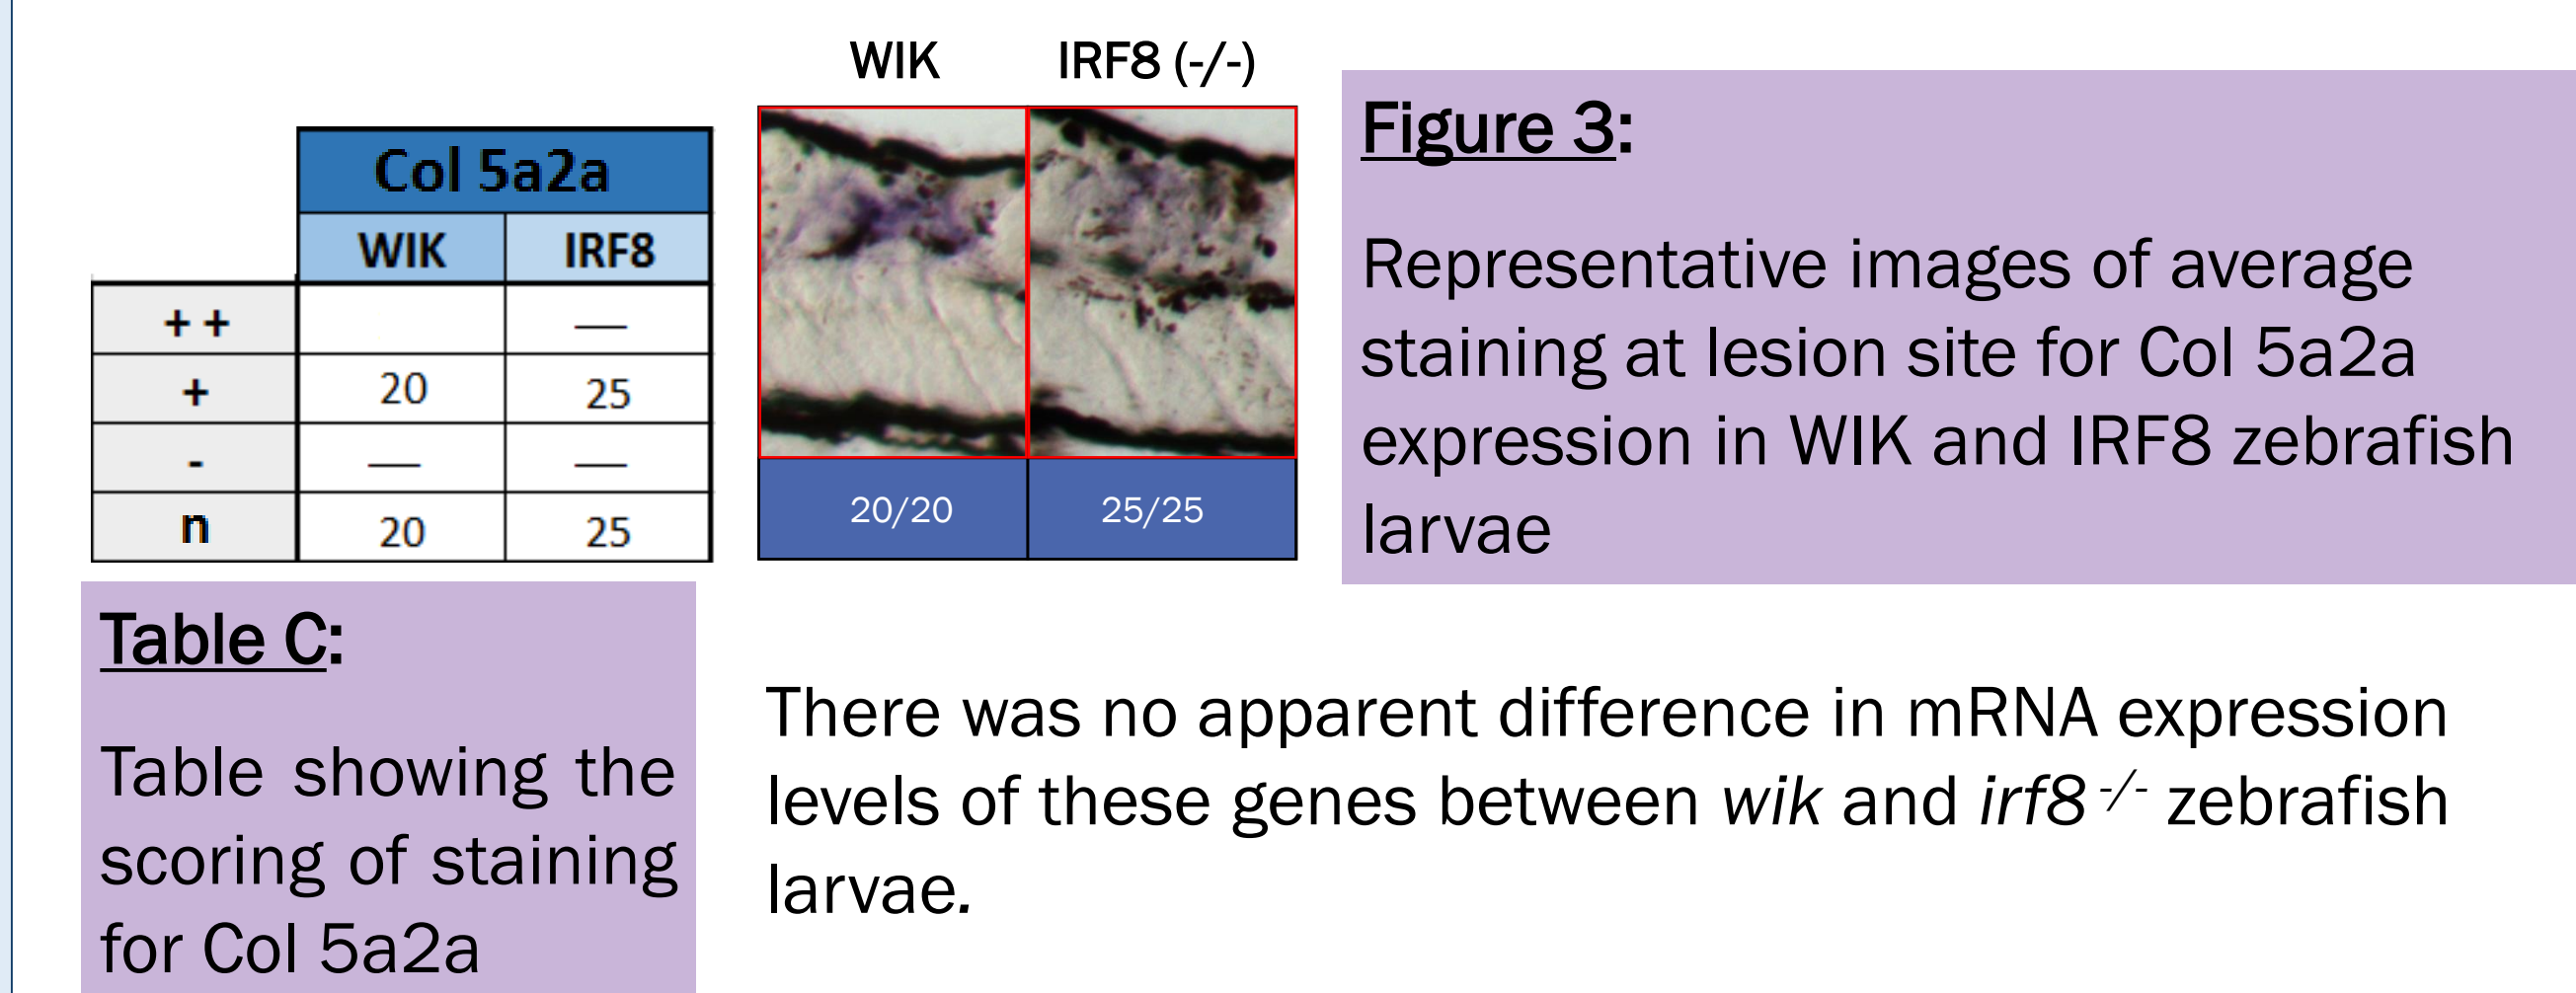 WIK IRF8 (-/-)
Col 5a2a
WIK IRF8
++ —
+ 20 25
- — —
n 20 25
20/20 25/25
Figure 3:
Representative images of average
staining at lesion site for Col 5a2a
expression in WIK and IRF8 zebrafish
larvae
Table C:
Table showing the
scoring of staining
for Col 5a2a
There was no apparent difference in mRNA expression
levels of these genes between wik and irf8 -/- zebrafish
larvae.